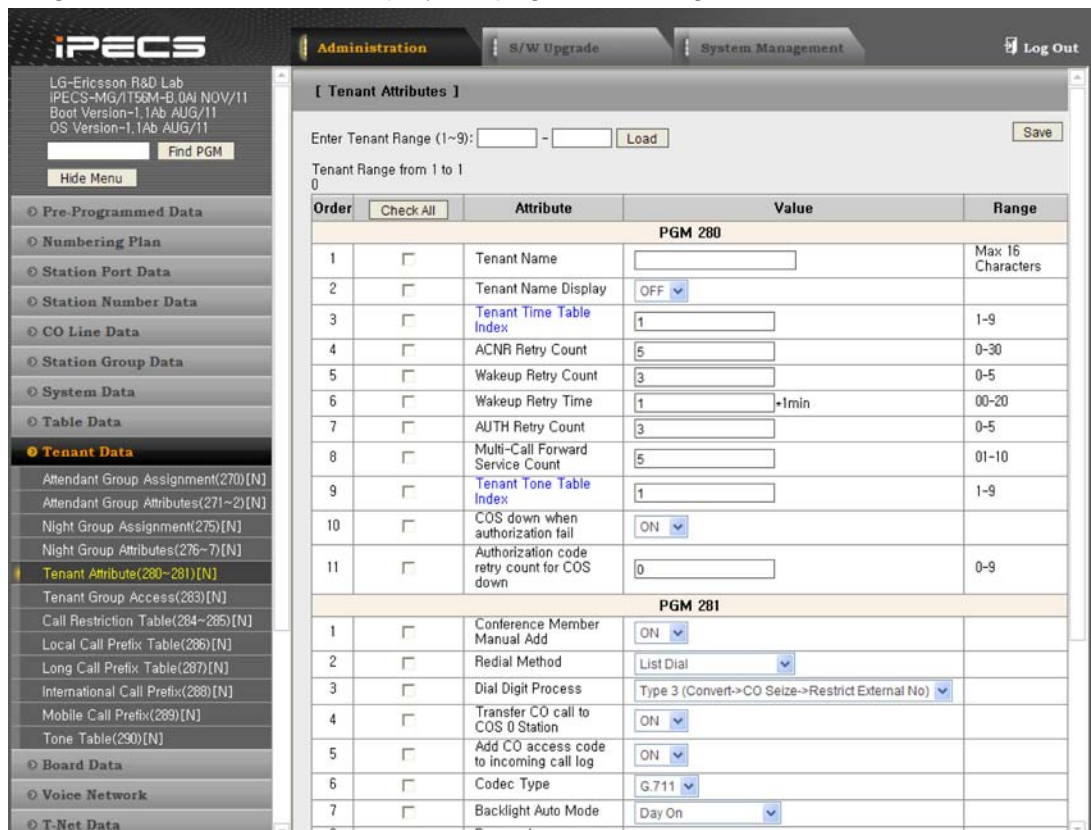 iPECS
Administration
S/W Upgrade
System Management
Log Out
LG-Ericsson R&D Lab
iPECS-MG/IT56M-B.0AI NOV/11
Boot Version-1.1Ab AUG/11
OS Version-1.1Ab AUG/11
Find PGM
Hide Menu
Pre-Programmed Data
Numbering Plan
Station Port Data
Station Number Data
CO Line Data
Station Group Data
System Data
Table Data
Tenant Data
Attendant Group Assignment(270)[N]
Attendant Group Attributes(271~2)[N]
Night Group Assignment(275)[N]
Night Group Attributes(276~7)[N]
Tenant Attribute(280~281)[N]
Tenant Group Access(283)[N]
Call Restriction Table(284~285)[N]
Local Call Prefix Table(286)[N]
Long Call Prefix Table(287)[N]
International Call Prefix(288)[N]
Mobile Call Prefix(289)[N]
Tone Table(290)[N]
Board Data
Voice Network
T-Net Data
[ Tenant Attributes ]
Enter Tenant Range (1~9): - Load Save
Tenant Range from 1 to 1
0
Order Check All Attribute Value Range
PGM 280
1 Tenant Name Max 16 Characters
2 Tenant Name Display OFF
3 Tenant Time Table Index 1 1-9
4 ACNR Retry Count 5 0-30
5 Wakeup Retry Count 3 0-5
6 Wakeup Retry Time 1 *1min 00-20
7 AUTH Retry Count 3 0-5
8 Multi-Call Forward Service Count 5 01-10
9 Tenant Tone Table Index 1 1-9
10 COS down when authorization fail ON
11 Authorization code retry count for COS down 0 0-9
PGM 281
1 Conference Member Manual Add ON
2 Redial Method List Dial
3 Dial Digit Process Type 3 (Convert->CO Seize->Restrict External No)
4 Transfer CO call to COS 0 Station ON
5 Add CO access code to incoming call log ON
6 Codec Type G.711
7 Backlight Auto Mode Day On